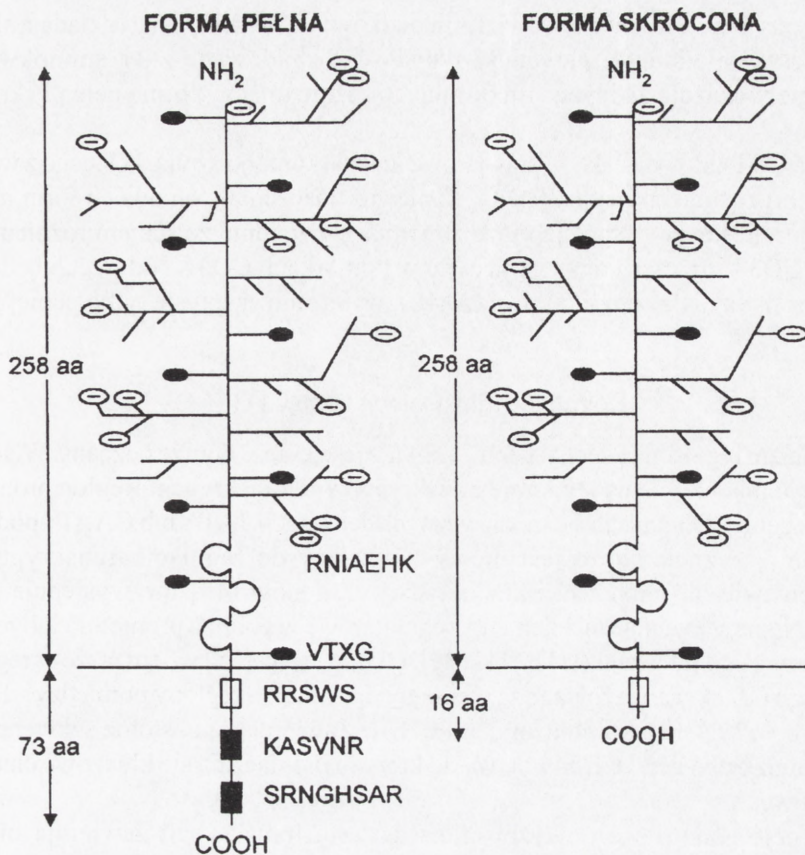 FORMA PEŁNA
NH2
258 aa
RNIAEHK
VTXG
73 aa
RRSWS
KASVNR
SRNGHSAR
COOH
FORMA SKRÓCONA
NH2
258 aa
16 aa
COOH